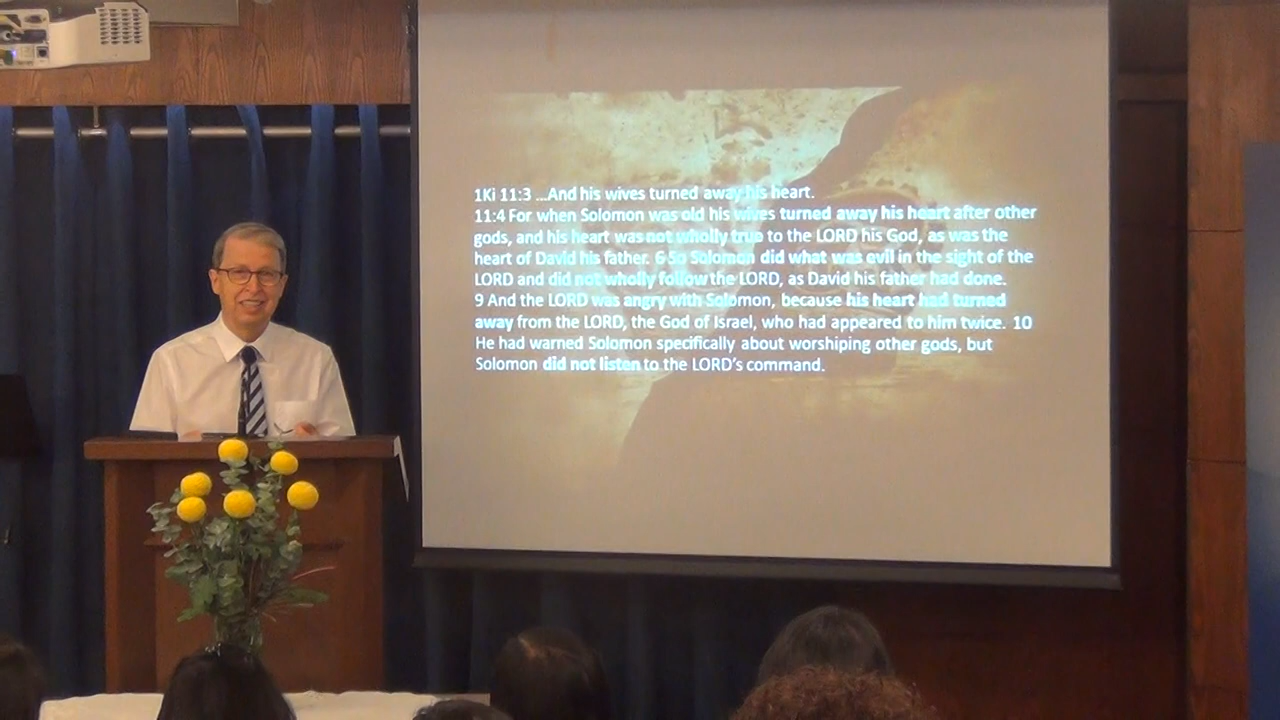 1Ki 11:3 ...And his wives turned away his heart.
11:4 For when Solomon was old his wives turned away his heart after other
gods, and his heart was not wholly true to the LORD his God, as was the
heart of David his father. 6 So Solomon did what was evil in the sight of the
LORD and did not wholly follow the LORD, as David his father had done.
9 And the LORD was angry with Solomon, because his heart had turned
away from the LORD, the God of Israel, who had appeared to him twice. 10
He had warned Solomon specifically about worshiping other gods, but
Solomon did not listen to the LORD's command.